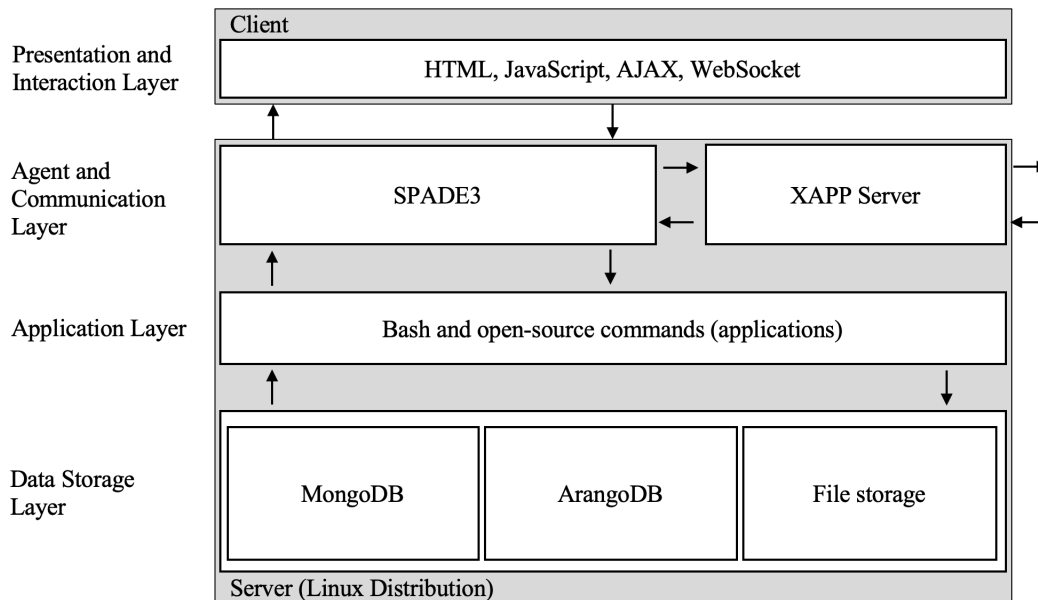 Client
Presentation and
Interaction Layer
HTML, JavaScript, AJAX, WebSocket
Agent and
Communication
Layer
SPADE3
XAPP Server
Application Layer
Bash and open-source commands (applications)
Data Storage
Layer
MongoDB
ArangoDB
File storage
Server (Linux Distribution)